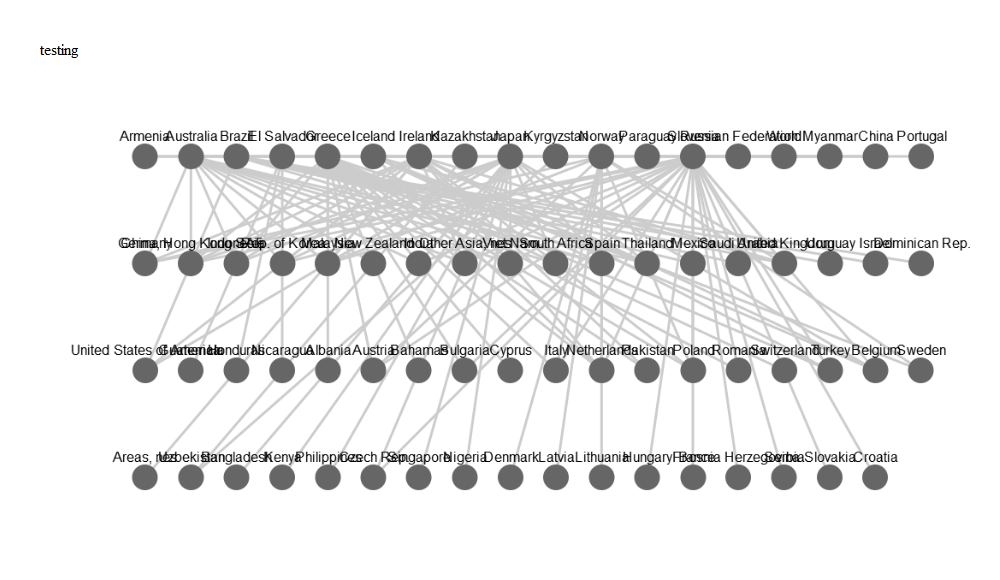 testing
Armenia Australia Brazil El Salvador Greece Iceland Ireland Kazakhstan Japan Kyrgyzstan Norway Paraguay Slovenia Russian Federation World Myanmar China Portugal
Germany China, Hong Kong SAR Indonesia Rep. of Korea Malaysia New Zealand India Other Asia, nes Viet Nam South Africa Spain Thailand Mexico Saudi Arabia United Kingdom Uruguay Israel Dominican Rep.
United States of America Guatemala Honduras Nicaragua Albania Austria Bahamas Bulgaria Cyprus Italy Netherlands Pakistan Poland Romania Switzerland Turkey Belgium Sweden
Areas, nes Uzbekistan Bangladesh Kenya Philippines Czech Rep. Singapore Nigeria Denmark Latvia Lithuania Hungary France Bosnia Herzegovina Serbia Slovakia Croatia